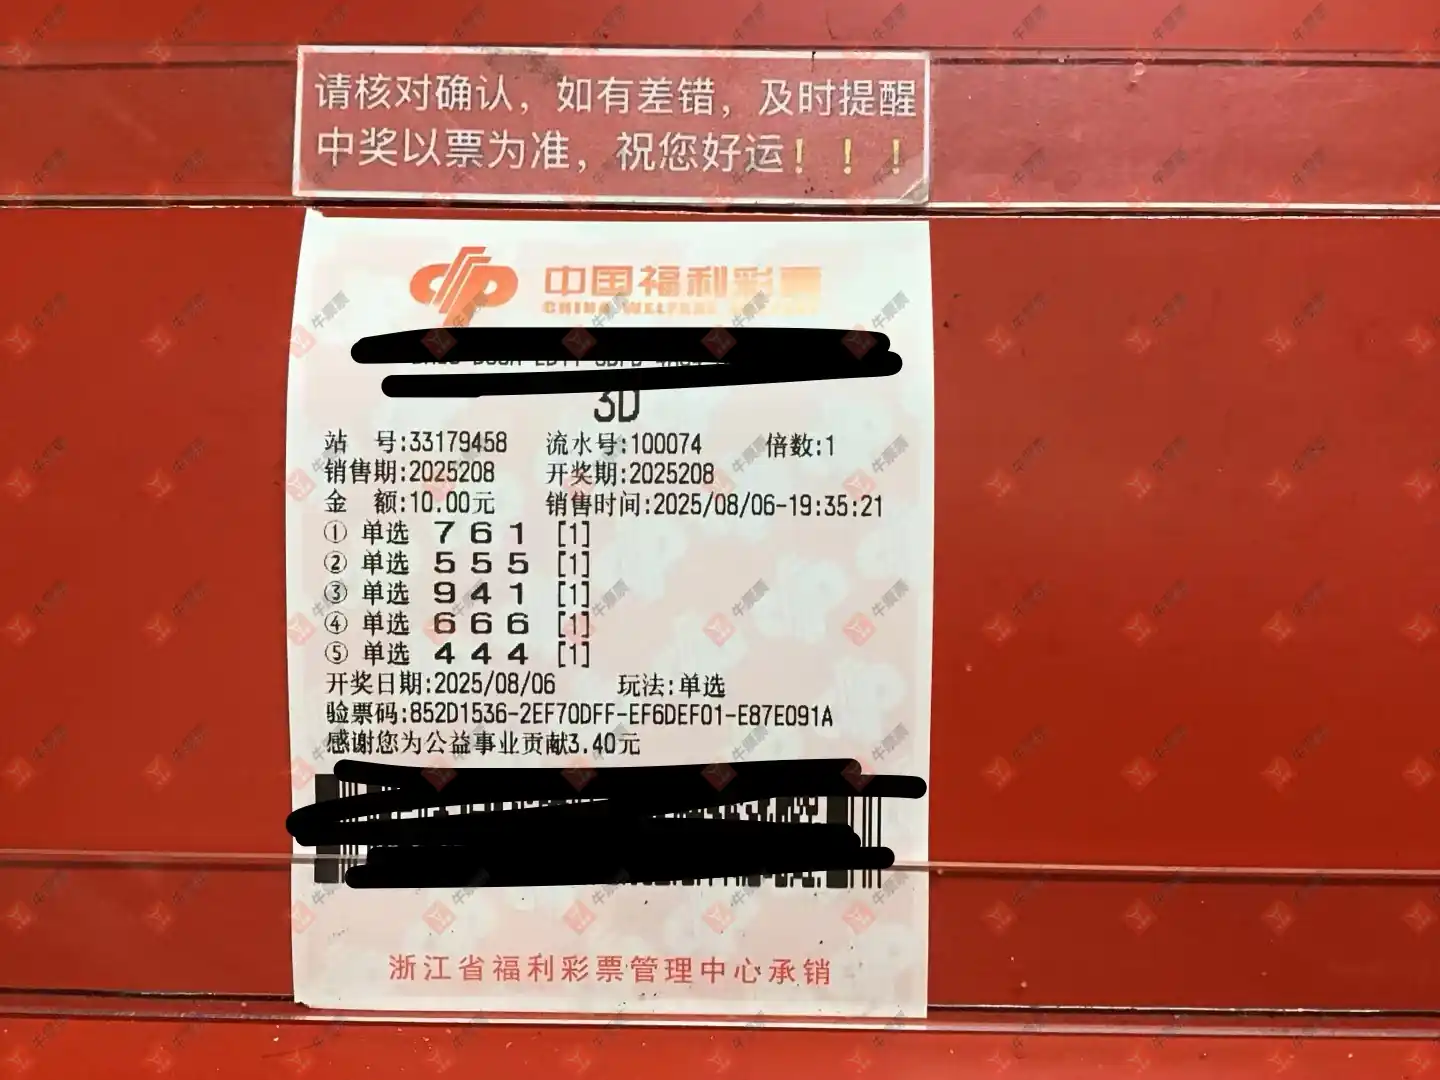 请核对确认，如有差错，及时提醒
中奖以票为准，祝您好运！！！
中国福利彩票
CHINA WELFARE
3D
站　号:33179458　流水号:100074　倍数:1
销售期:2025208　开奖期:2025208
金　额:10.00元　销售时间:2025/08/06-19:35:21
① 单选 7 6 1 [1]
② 单选 5 5 5 [1]
③ 单选 9 4 1 [1]
④ 单选 6 6 6 [1]
⑤ 单选 4 4 4 [1]
开奖日期:2025/08/06　玩法:单选
验票码:852D1536-2EF70DFF-EF6DEF01-E87E091A
感谢您为公益事业贡献3.40元
浙江省福利彩票管理中心承销